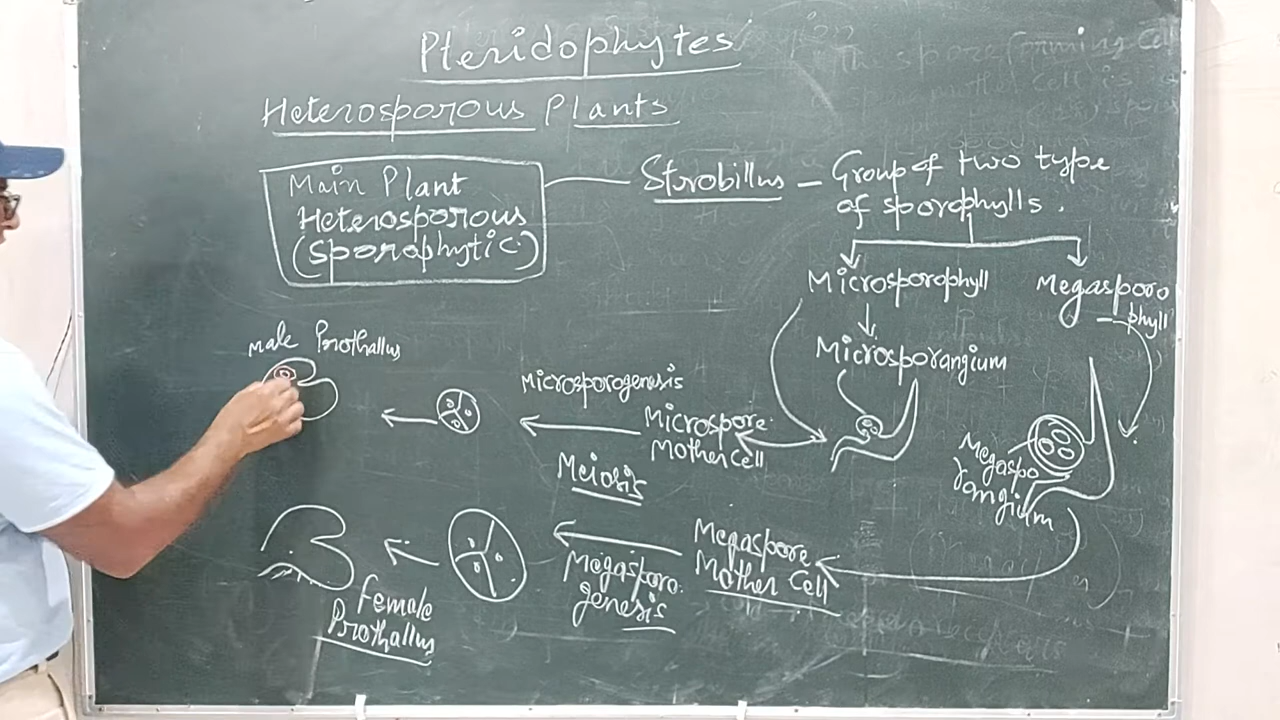 Pteridophytes
Heterosporous Plants
Main Plant
Heterosporous
(Sporophytic)
Strobillus – Group of two type
of sporophylls.
Microsporophyll
Megasporo
– phyll
Microsporangium
male Prothallus
Microsporogenesis
Microspore
Mother Cell
Meiosis
Megaspo
rangium
Megaspore
Mother Cell
Megasporo
genesis
Female
Prothallus